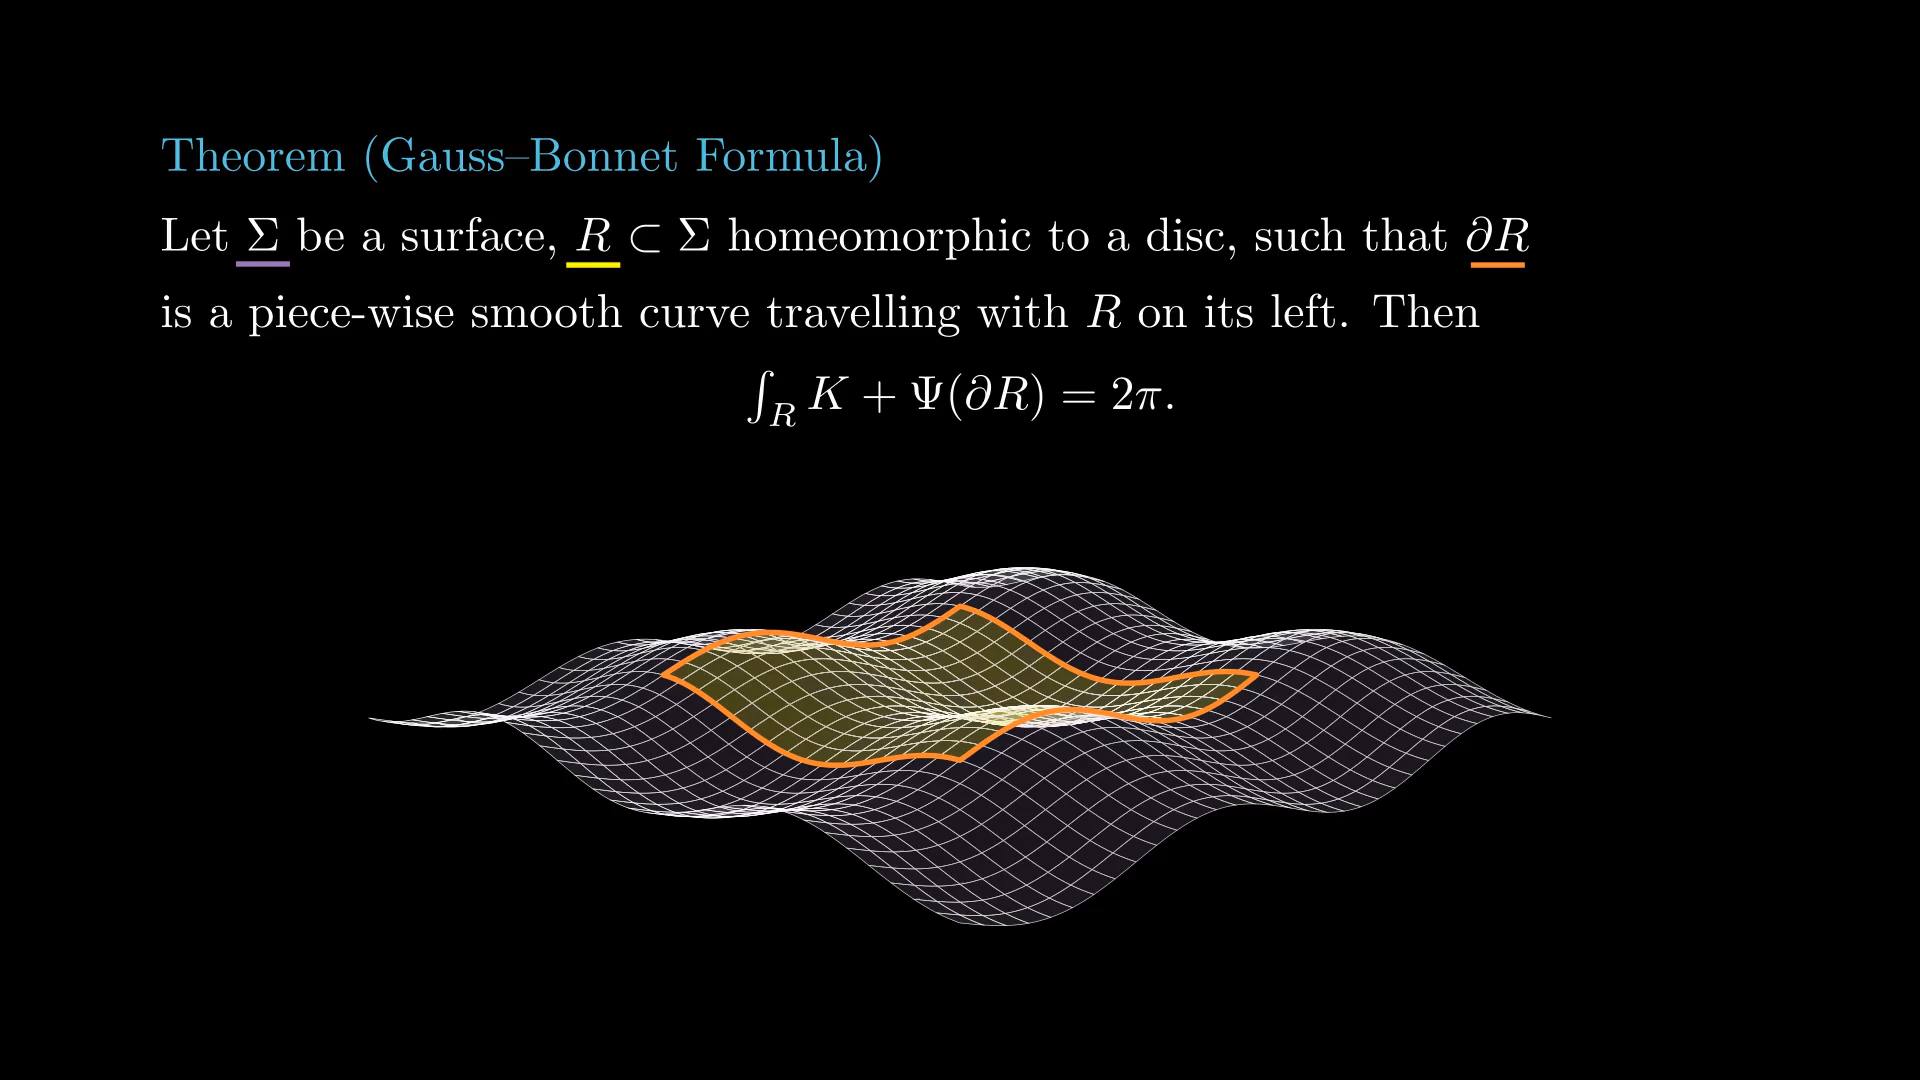 Theorem (Gauss–Bonnet Formula)
Let Σ be a surface, R ⊂ Σ homeomorphic to a disc, such that ∂R
is a piece-wise smooth curve travelling with R on its left. Then
∫_R K + Ψ(∂R) = 2π.